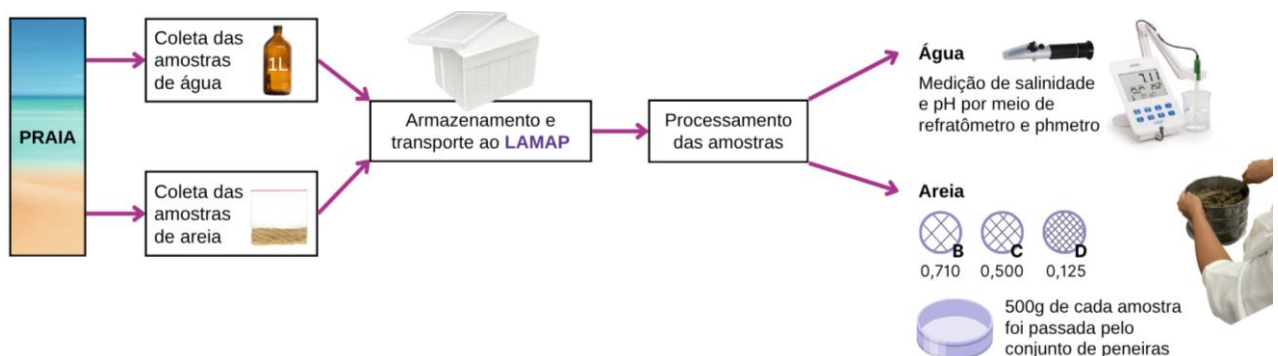 PRAIA
Coleta das
amostras
de água
1L
Coleta das
amostras
de areia
Armazenamento e
transporte ao LAMAP
Processamento
das amostras
Água
Medição de salinidade
e pH por meio de
refratômetro e phmetro
7.11
Areia
B C D
0,710 0,500 0,125
500g de cada amostra
foi passada pelo
conjunto de peneiras